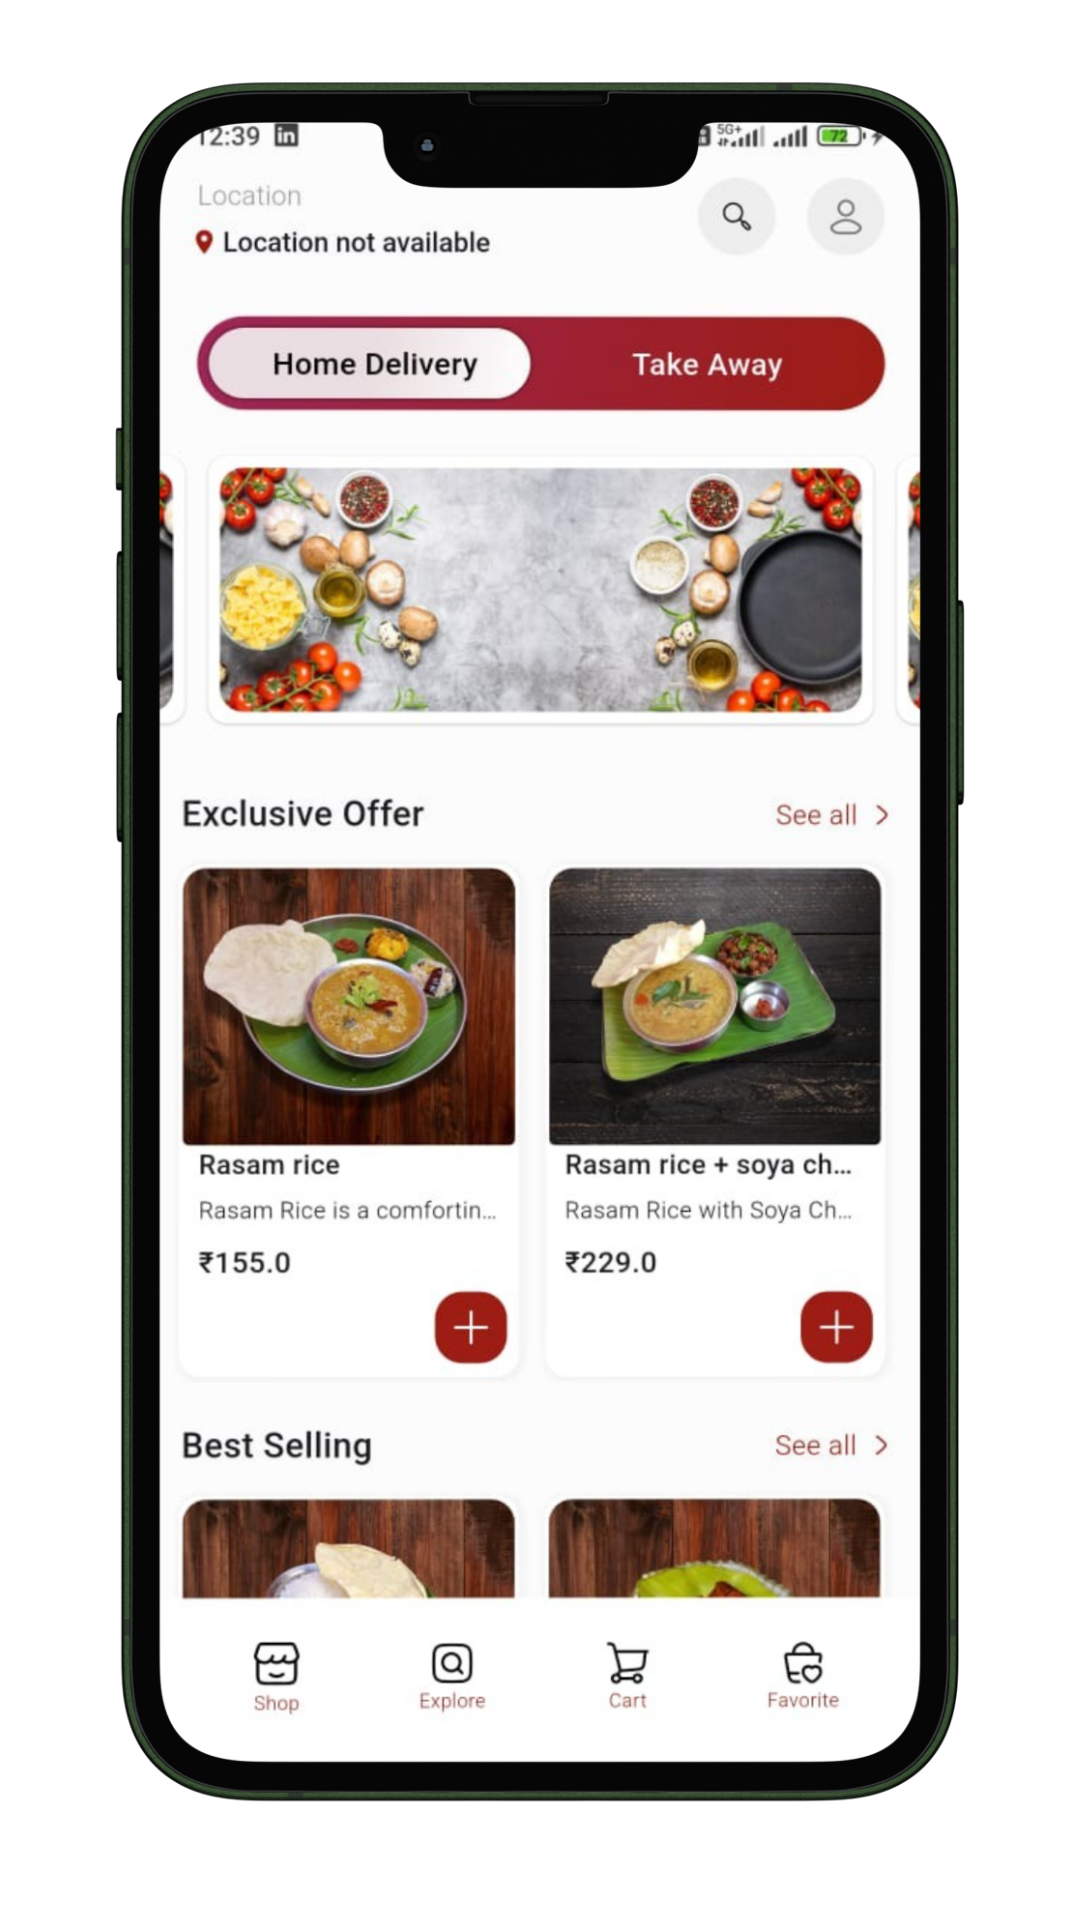 12:39 in 5G+ 72
Location
Location not available
Home Delivery Take Away
Exclusive Offer See all
Rasam rice
Rasam Rice is a comfortin...
₹155.0
Rasam rice + soya ch...
Rasam Rice with Soya Ch...
₹229.0
Best Selling See all
Shop Explore Cart Favorite